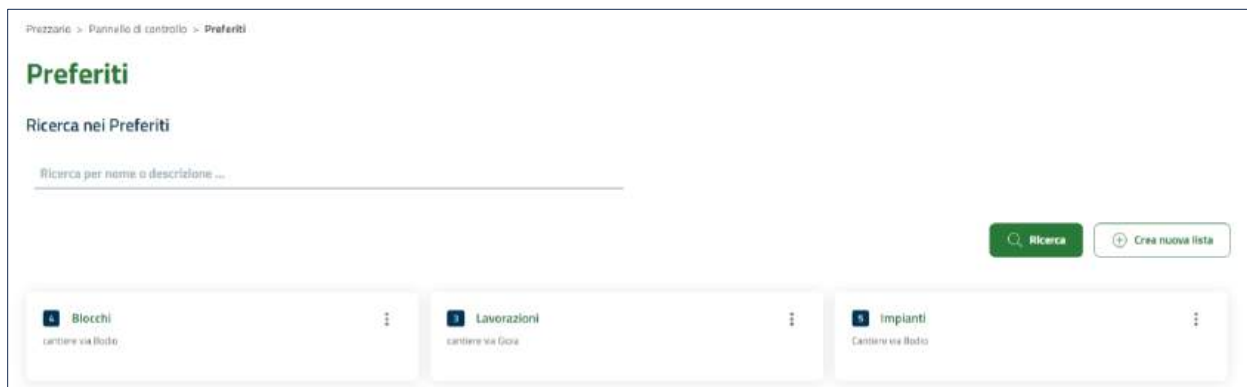 Prezzario > Pannello di controllo > Preferiti
Preferiti
Ricerca nei Preferiti
Ricerca per nome o descrizione ...
Ricerca
Crea nuova lista
4 Blocchi
cantiere via Bodio
3 Lavorazioni
cantiere via Gioia
5 Impianti
Cantiere via Bodio